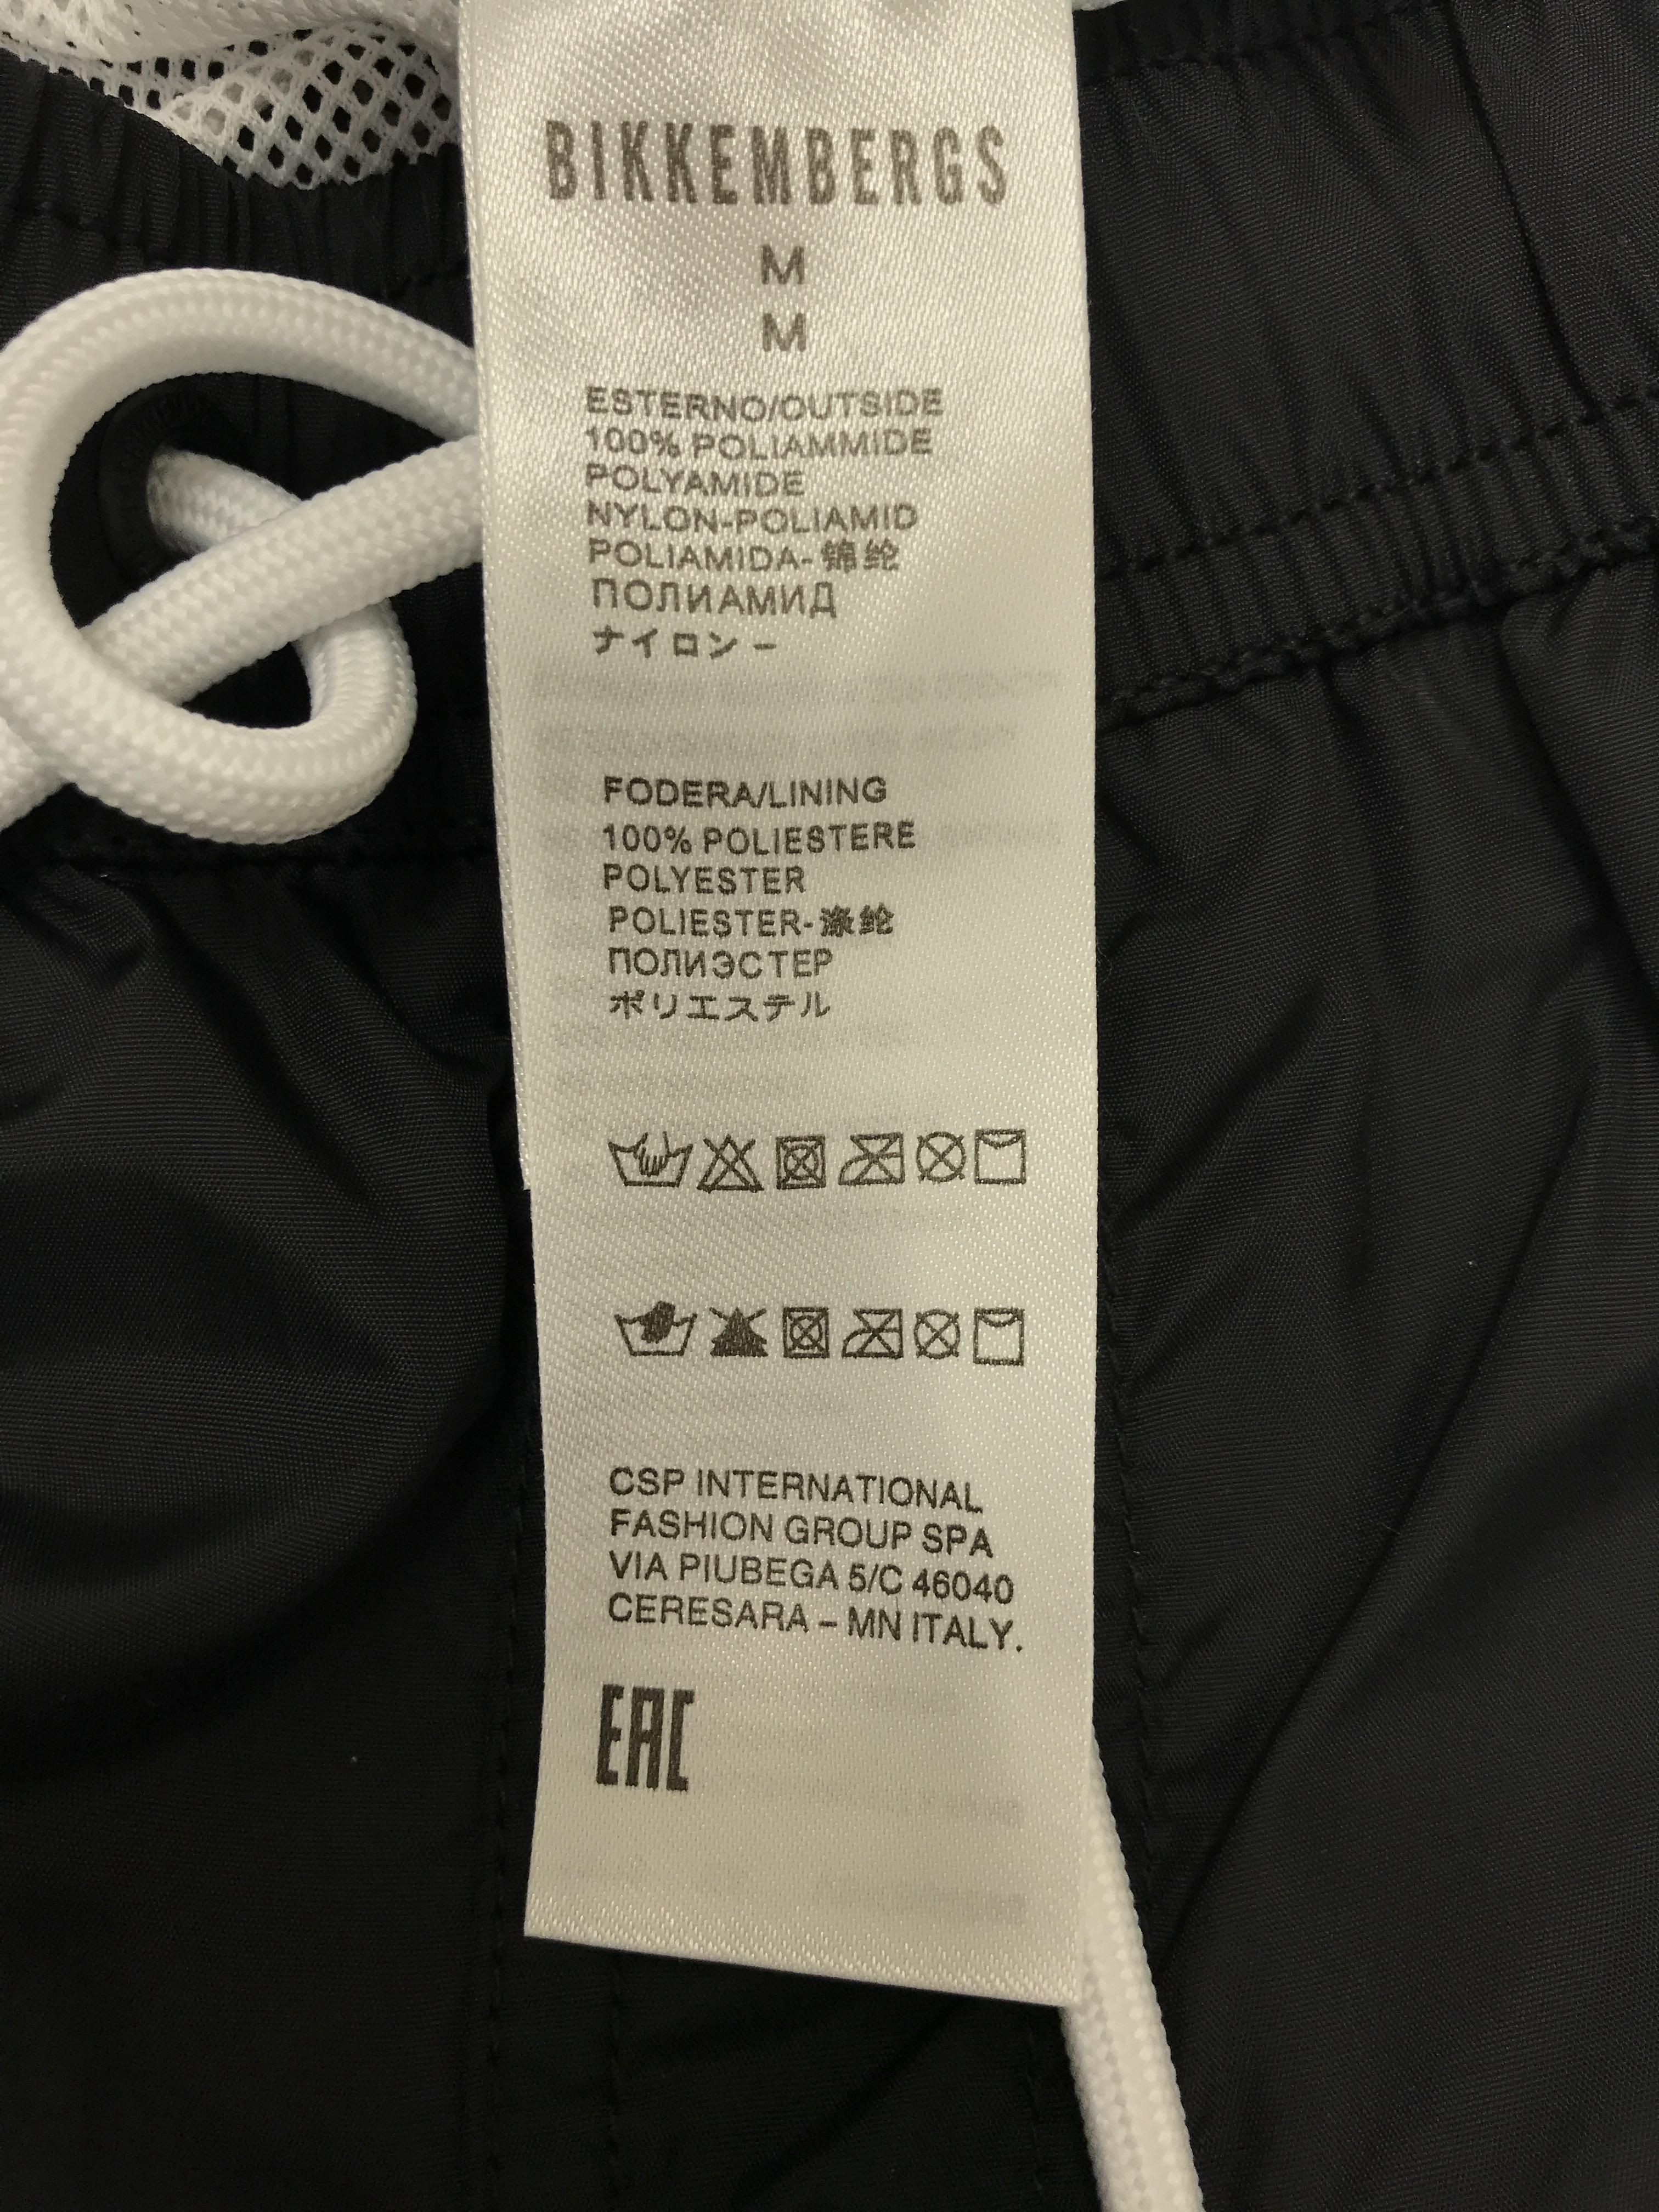 BIKKEMBERGS
M
M
ESTERNO/OUTSIDE
100% POLIAMMIDE
POLYAMIDE
NYLON-POLIAMID
POLIAMIDA-锦纶
ПОЛИАМИД
ナイロン –
FODERA/LINING
100% POLIESTERE
POLYESTER
POLIESTER-涤纶
ПОЛИЭСТЕР
ポリエステル
CSP INTERNATIONAL
FASHION GROUP SPA
VIA PIUBEGA 5/C 46040
CERESARA – MN ITALY.
EAC